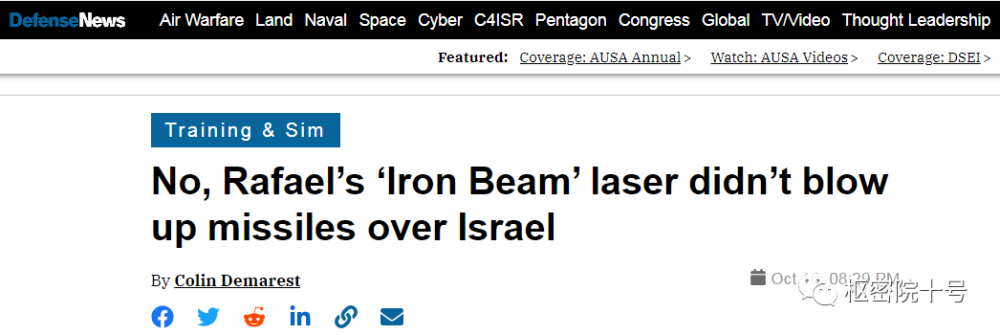 DefenseNews Air Warfare Land Naval Space Cyber C4ISR Pentagon Congress Global TV/Video Thought Leadership
Featured: Coverage: AUSA Annual > Watch: AUSA Videos > Coverage: DSEI >
Training & Sim
No, Rafael’s ‘Iron Beam’ laser didn’t blow
up missiles over Israel
By Colin Demarest
Oct 08:29 PM
枢密院十号